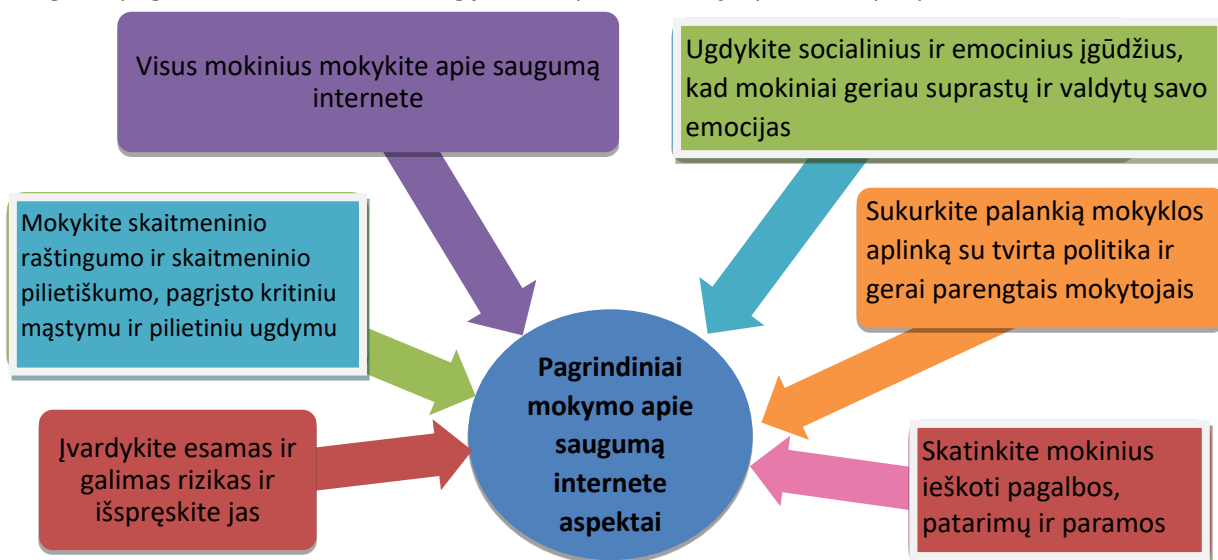 Visus mokinius mokykite apie saugumą
internete
Ugdykite socialinius ir emocinius įgūdžius,
kad mokiniai geriau suprastų ir valdytų savo
emocijas
Mokykite skaitmeninio
raštingumo ir skaitmeninio
pilietiškumo, pagrįsto kritiniu
mąstymu ir pilietiniu ugdymu
Sukurkite palankią mokyklos
aplinką su tvirta politika ir
gerai parengtais mokytojais
Pagrindiniai
mokymo apie
saugumą
internete
aspektai
Įvardykite esamas ir
galimas rizikas ir
išspręskite jas
Skatinkite mokinius
ieškoti pagalbos,
patarimų ir paramos